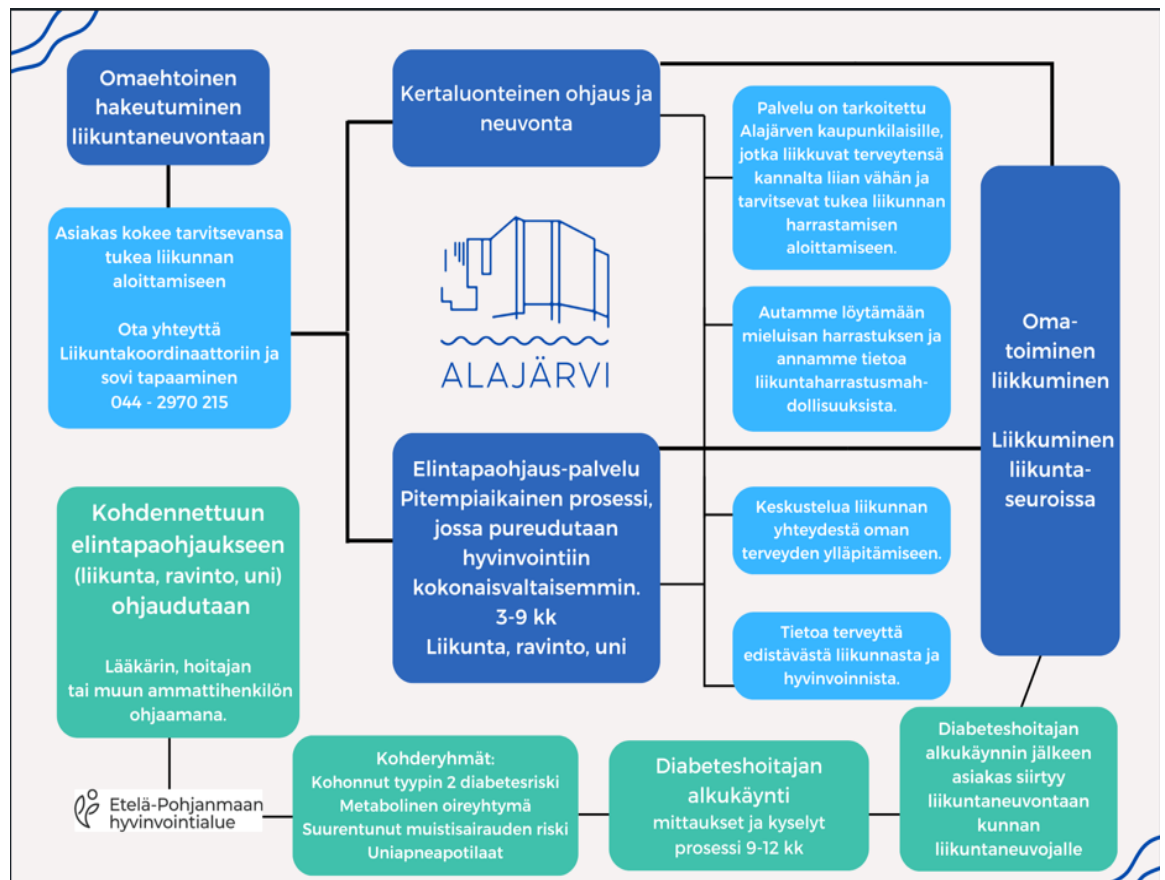 Omaehtoinen
hakeutuminen
liikuntaneuvontaan
Asiakas kokee tarvitsevansa
tukea liikunnan
aloittamiseen
Ota yhteyttä
Liikuntakoordinaattoriin ja
sovi tapaaminen
044 - 2970 215
Kertaluonteinen ohjaus ja
neuvonta
ALAJÄRVI
Elintapaohjaus-palvelu
Pitempiaikainen prosessi,
jossa pureudutaan
hyvinvointiin
kokonaisvaltaisemmin.
3-9 kk
Liikunta, ravinto, uni
Palvelu on tarkoitettu
Alajärven kaupunkilaisille,
jotka liikkuvat terveytensä
kannalta liian vähän ja
tarvitsevat tukea liikunnan
harrastamisen
aloittamiseen.
Autamme löytämään
mieluisan harrastuksen ja
annamme tietoa
liikuntaharrastusmah-
dollisuuksista.
Keskustelua liikunnan
yhteydestä oman
terveyden ylläpitämiseen.
Tietoa terveyttä
edistävästä liikunnasta ja
hyvinvoinnista.
Oma-
toiminen
liikkuminen
Liikkuminen
liikunta-
seuroissa
Kohdennettuun
elintapaohjaukseen
(liikunta, ravinto, uni)
ohjaudutaan
Lääkärin, hoitajan
tai muun ammattihenkilön
ohjaamana.
Etelä-Pohjanmaan
hyvinvointialue
Kohderyhmät:
Kohonnut tyypin 2 diabetesriski
Metabolinen oireyhtymä
Suurentunut muistisairauden riski
Uniapneapotilaat
Diabeteshoitajan
alkukäynti
mittaukset ja kyselyt
prosessi 9-12 kk
Diabeteshoitajan
alkukäynnin jälkeen
asiakas siirtyy
liikuntaneuvontaan
kunnan
liikuntaneuvojalle